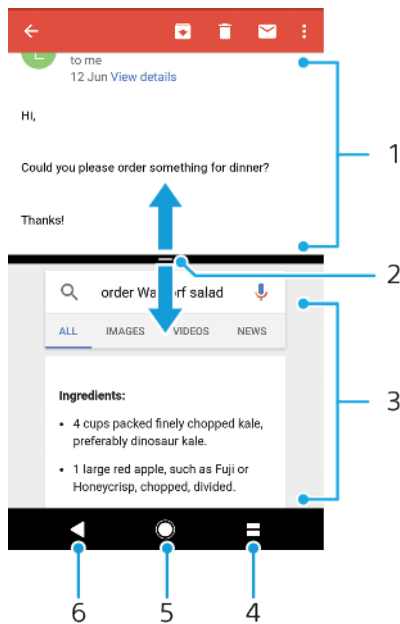 to me
12 Jun View details
Hi,
Could you please order something for dinner?
Thanks!
1
2
order Wa rf salad
ALL IMAGES VIDEOS NEWS
Ingredients:
• 4 cups packed finely chopped kale,
preferably dinosaur kale.
• 1 large red apple, such as Fuji or
Honeycrisp, chopped, divided.
3
6 5 4